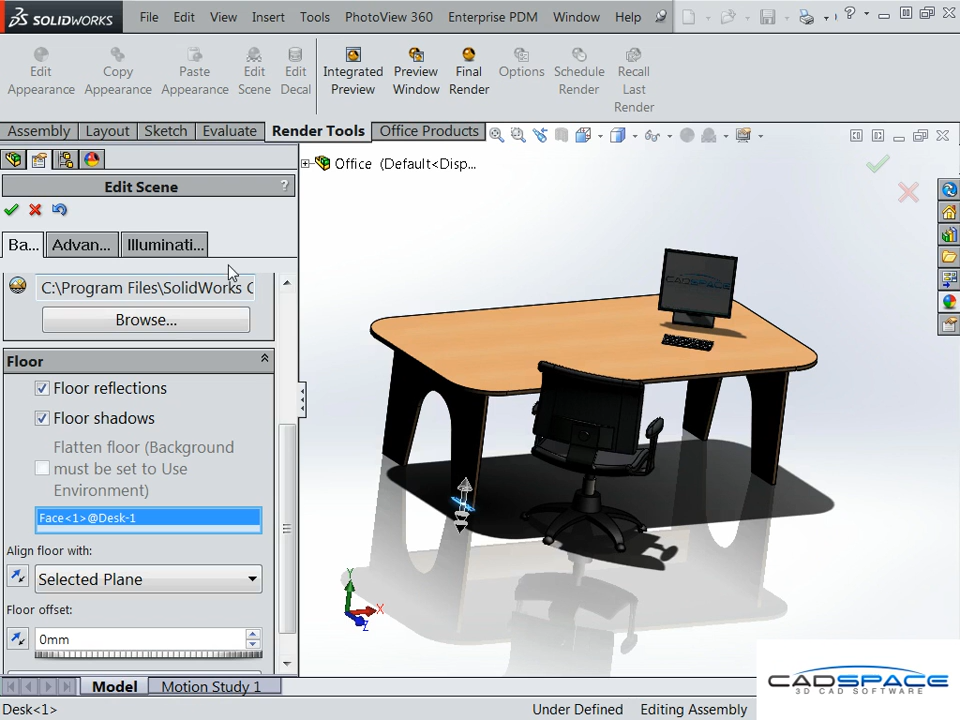 SOLIDWORKS File Edit View Insert Tools PhotoView 360 Enterprise PDM Window Help ?
Edit Appearance
Copy Appearance
Paste Appearance
Edit Scene
Edit Decal
Integrated Preview
Preview Window
Final Render
Options
Schedule Render
Recall Last Render
Assembly Layout Sketch Evaluate Render Tools Office Products
Office (Default<Disp...
Edit Scene ?
Ba... Advan... Illuminati...
C:\Program Files\SolidWorks C
Browse...
Floor
Floor reflections
Floor shadows
Flatten floor (Background
must be set to Use
Environment)
Face<1>@Desk-1
Align floor with:
Selected Plane
Floor offset:
0mm
CADSPACE
Y
X
Z
Model Motion Study 1
CADSPACE
3D CAD SOFTWARE
Desk<1> Under Defined Editing Assembly